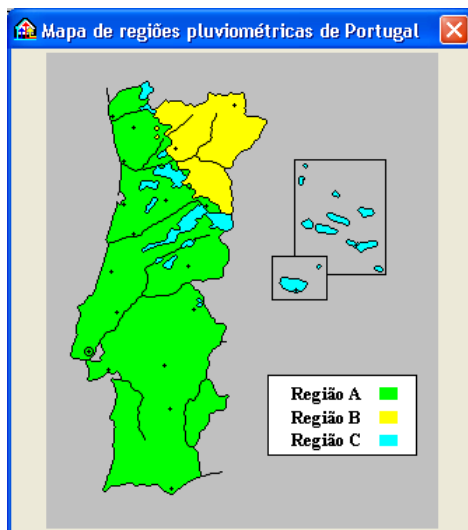 Mapa de regiões pluviométricas de Portugal
Região A
Região B
Região C